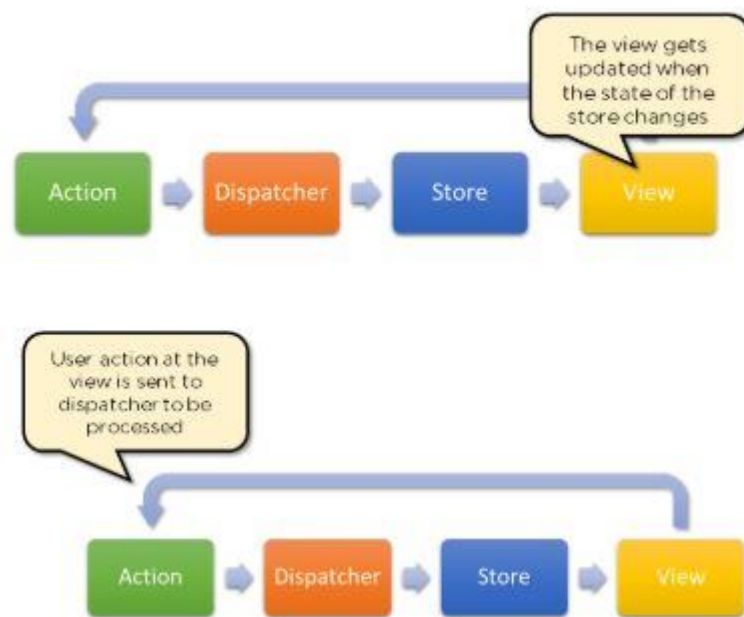 The view gets
updated when
the state of the
store changes
Action
Dispatcher
Store
View
User action at the
view is sent to
dispatcher to be
processed
Action
Dispatcher
Store
View